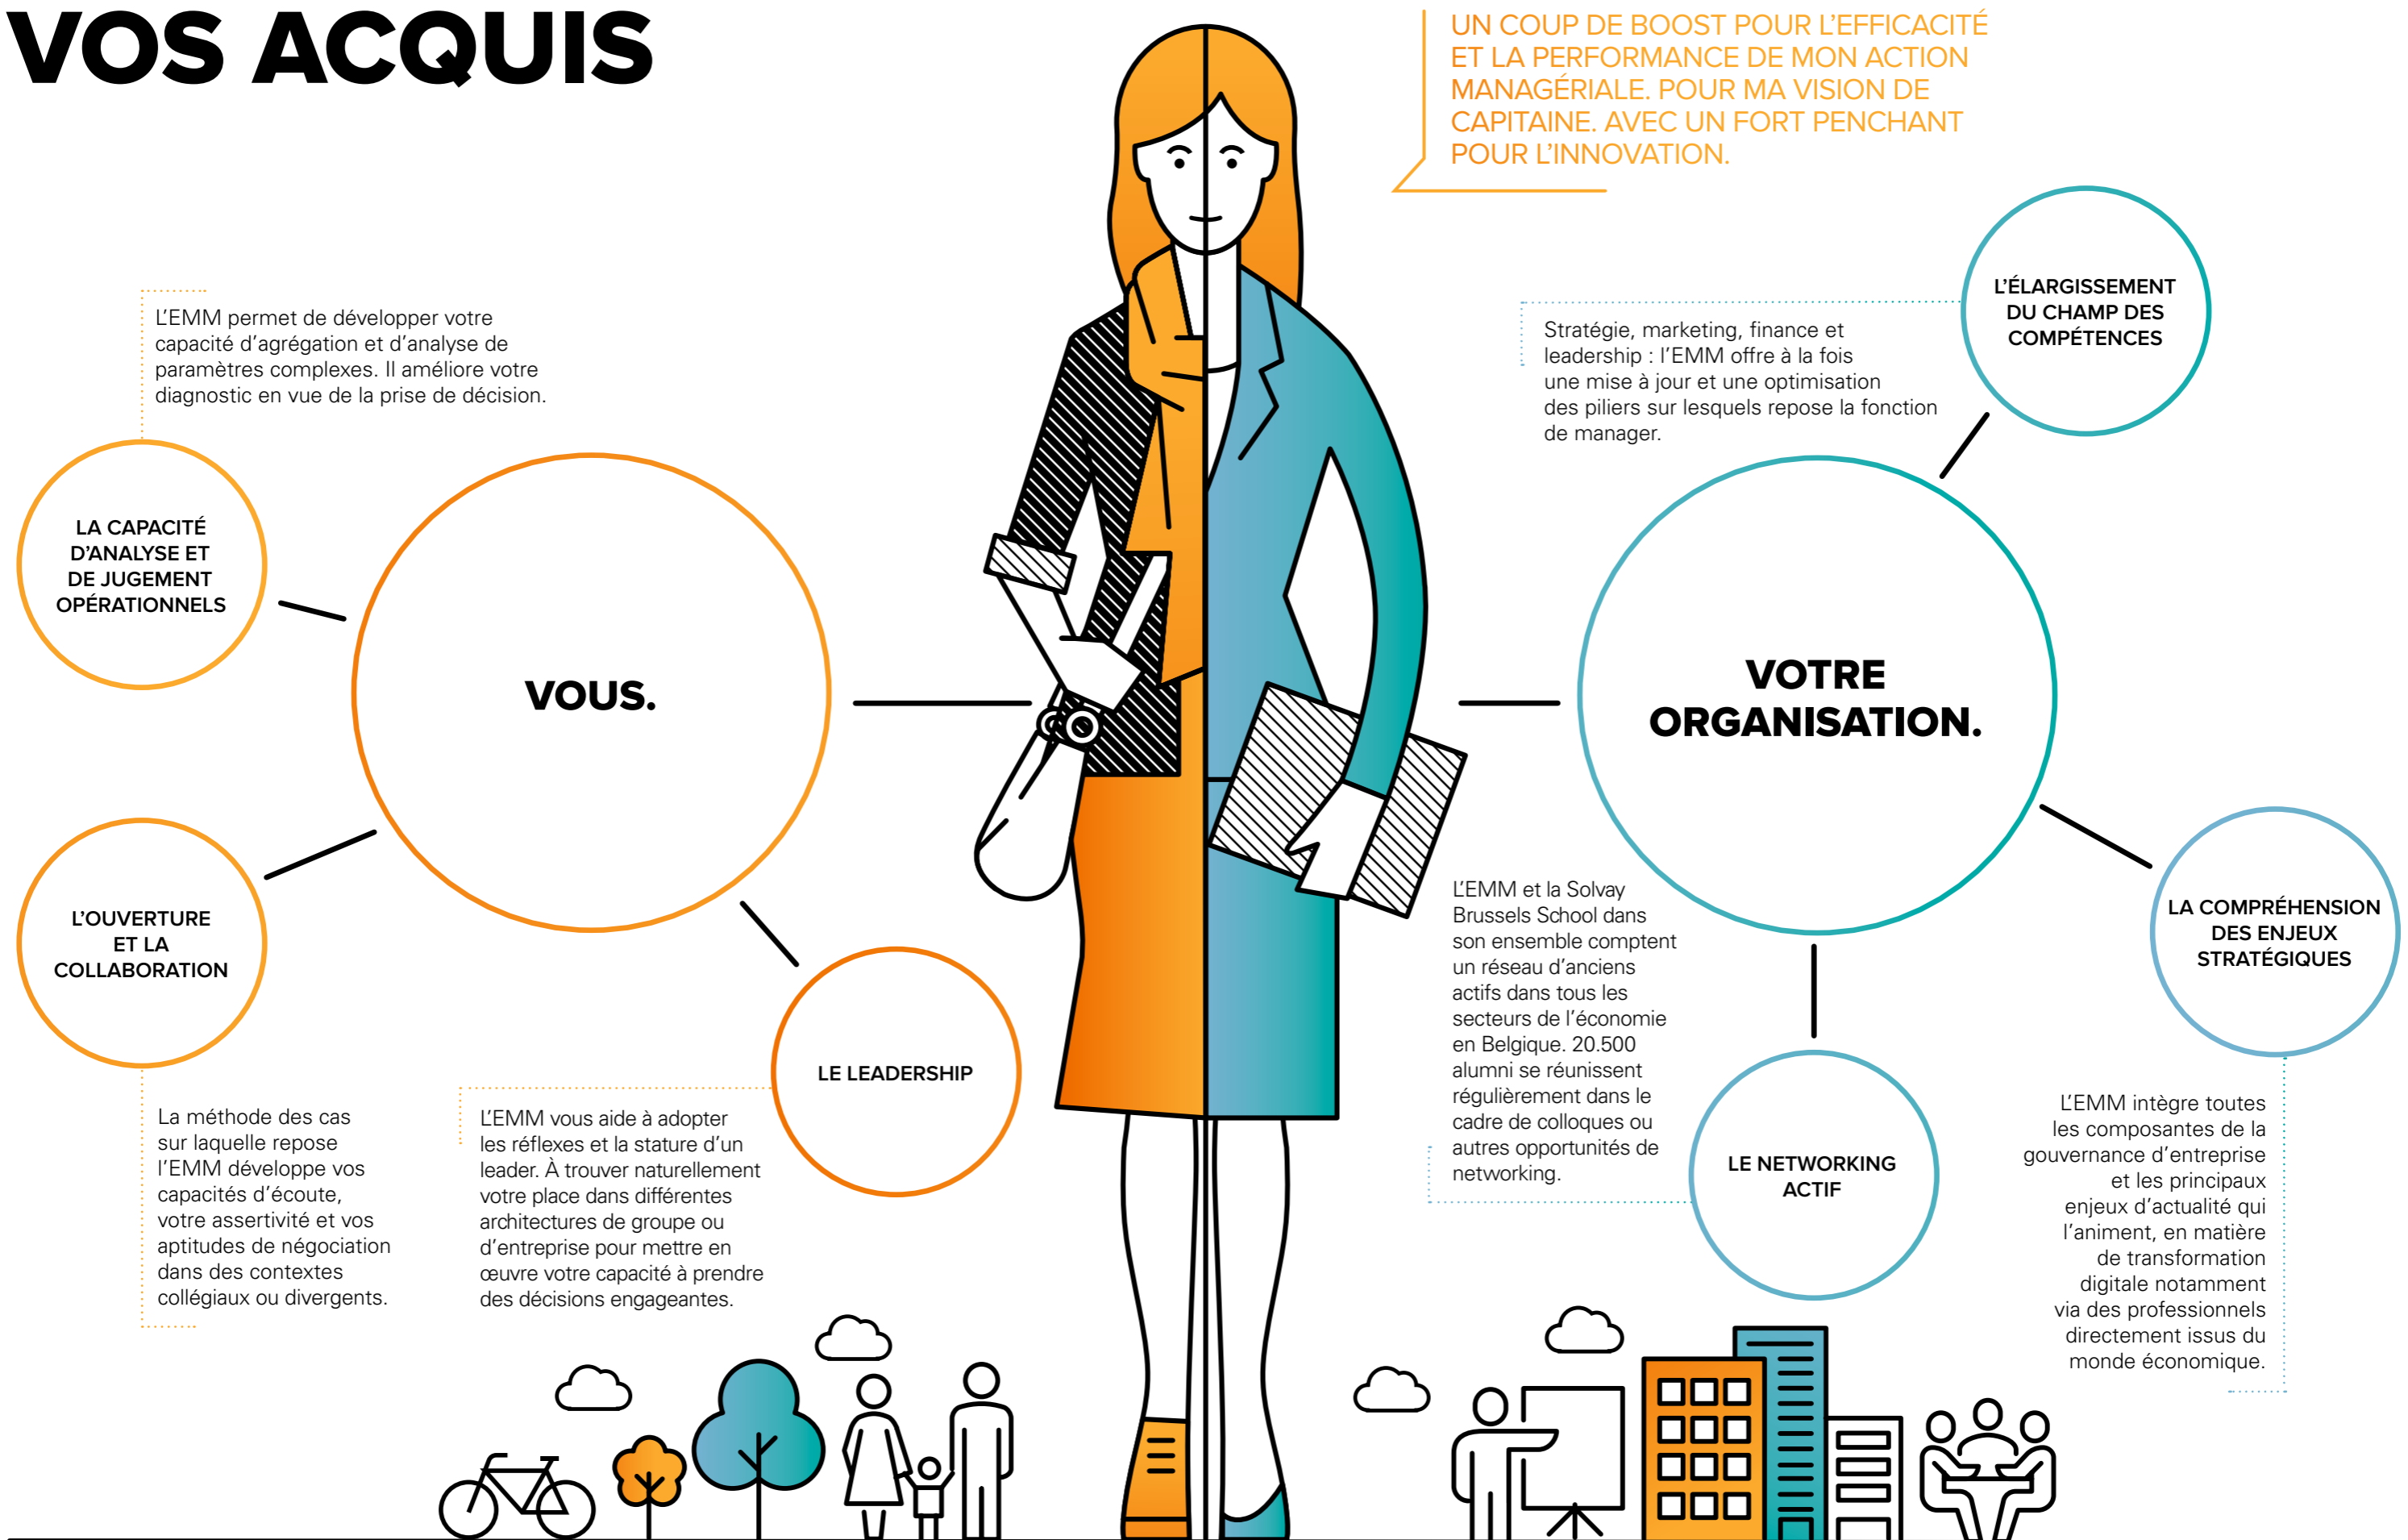 VOS ACQUIS
UN COUP DE BOOST POUR L'EFFICACITÉ
ET LA PERFORMANCE DE MON ACTION
MANAGÉRIALE. POUR MA VISION DE
CAPITAINE. AVEC UN FORT PENCHANT
POUR L'INNOVATION.
L'EMM permet de développer votre
capacité d'agrégation et d'analyse de
paramètres complexes. Il améliore votre
diagnostic en vue de la prise de décision.
LA CAPACITÉ
D'ANALYSE ET
DE JUGEMENT
OPÉRATIONNELS
VOUS.
L'OUVERTURE
ET LA
COLLABORATION
La méthode des cas
sur laquelle repose
l'EMM développe vos
capacités d'écoute,
votre assertivité et vos
aptitudes de négociation
dans des contextes
collégiaux ou divergents.
LE LEADERSHIP
L'EMM vous aide à adopter
les réflexes et la stature d'un
leader. À trouver naturellement
votre place dans différentes
architectures de groupe ou
d'entreprise pour mettre en
œuvre votre capacité à prendre
des décisions engageantes.
L'ÉLARGISSEMENT
DU CHAMP DES
COMPÉTENCES
Stratégie, marketing, finance et
leadership : l'EMM offre à la fois
une mise à jour et une optimisation
des piliers sur lesquels repose la fonction
de manager.
VOTRE
ORGANISATION.
L'EMM et la Solvay
Brussels School dans
son ensemble comptent
un réseau d'anciens
actifs dans tous les
secteurs de l'économie
en Belgique. 20.500
alumni se réunissent
régulièrement dans le
cadre de colloques ou
autres opportunités de
networking.
LE NETWORKING
ACTIF
LA COMPRÉHENSION
DES ENJEUX
STRATÉGIQUES
L'EMM intègre toutes
les composantes de la
gouvernance d'entreprise
et les principaux
enjeux d'actualité qui
l'animent, en matière
de transformation
digitale notamment
via des professionnels
directement issus du
monde économique.